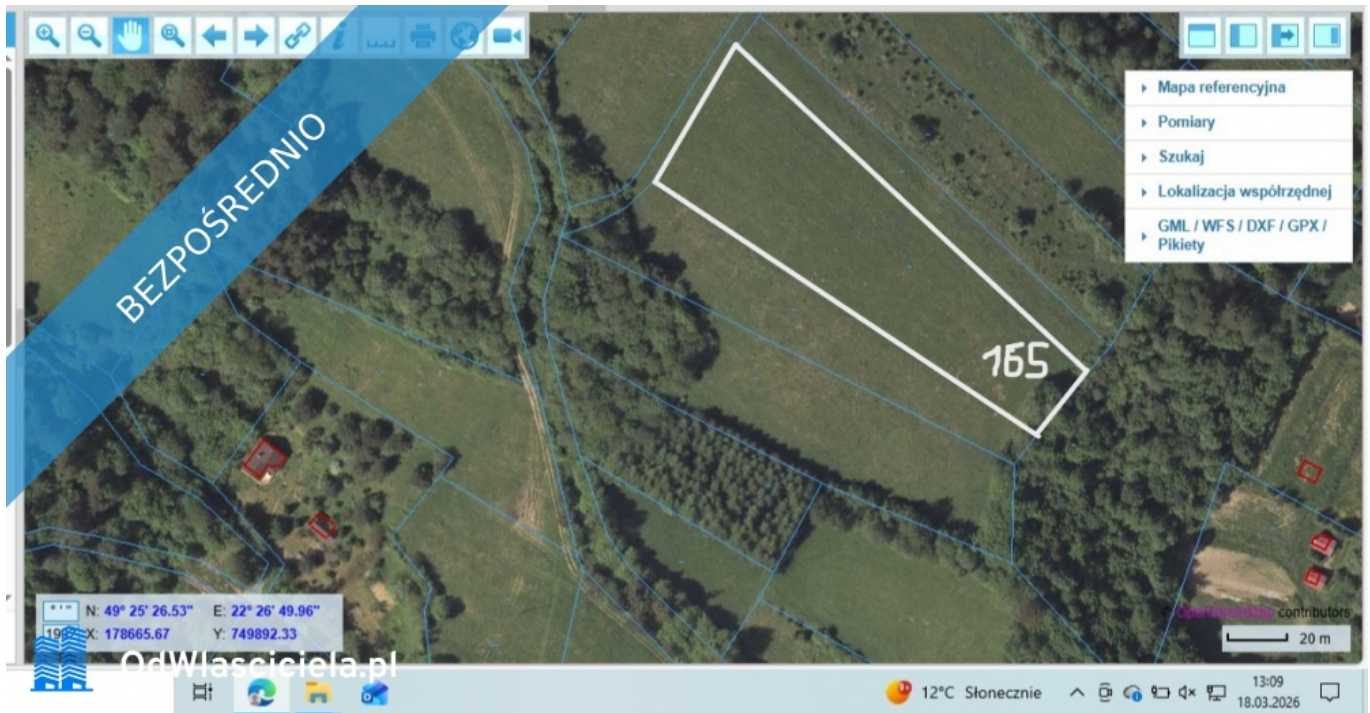 BEZPOŚREDNIO
Mapa referencyjna
Pomiary
Szukaj
Lokalizacja współrzędnej
GML / WFS / DXF / GPX /
Pikiety
165
N: 49° 25' 26.53" E: 22° 26' 49.96"
X: 178665.67 Y: 749892.33
contributors
20 m
OdWlasciciela.pl
12°C Słonecznie
13:09
18.03.2026